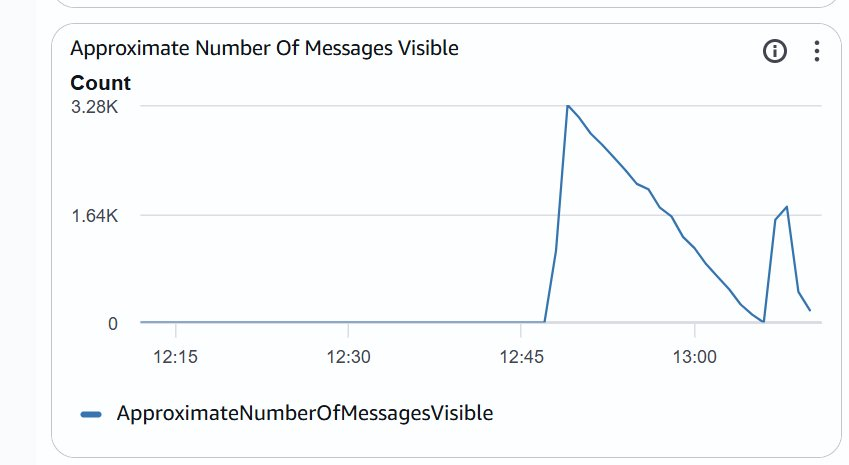 Approximate Number Of Messages Visible
Count
3.28K
1.64K
0
12:15 12:30 12:45 13:00
ApproximateNumberOfMessagesVisible